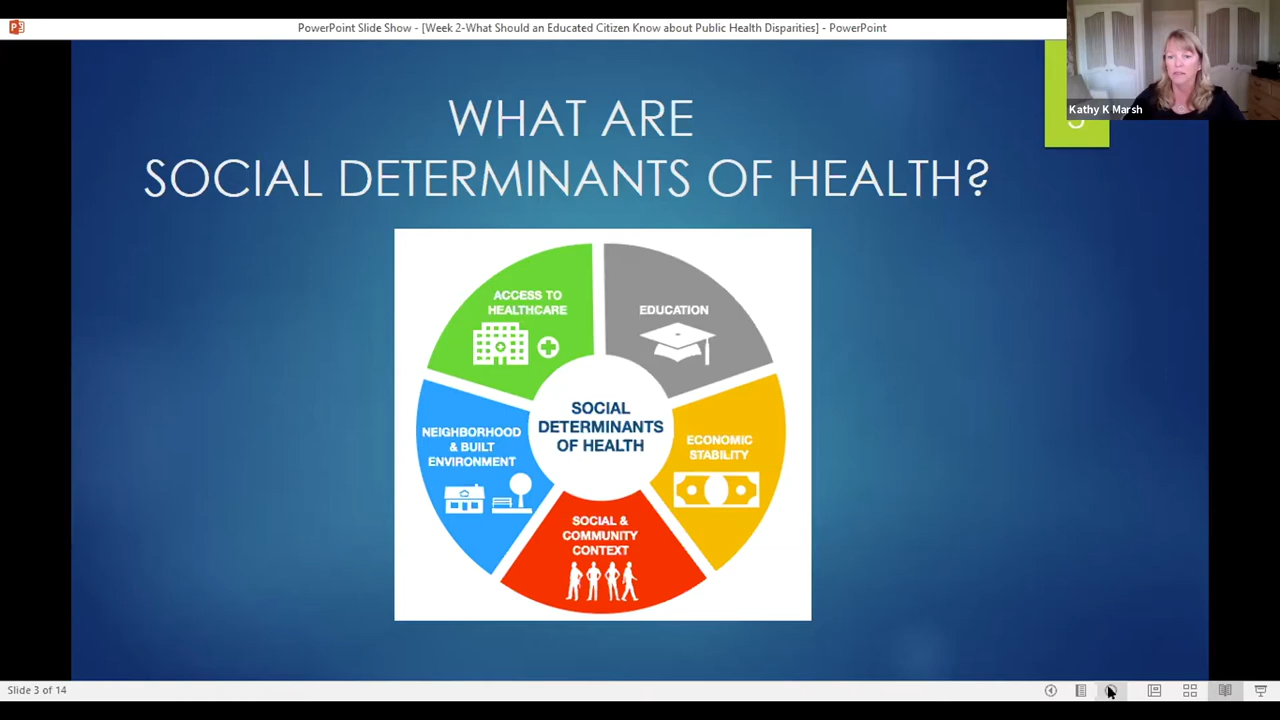 PowerPoint Slide Show - [Week 2-What Should an Educated Citizen Know about Public Health Disparities] - PowerPoint
Kathy K Marsh
WHAT ARE
SOCIAL DETERMINANTS OF HEALTH?
ACCESS TO
HEALTHCARE
EDUCATION
SOCIAL
DETERMINANTS
OF HEALTH
NEIGHBORHOOD
& BUILT
ENVIRONMENT
ECONOMIC
STABILITY
SOCIAL &
COMMUNITY
CONTEXT
Slide 3 of 14